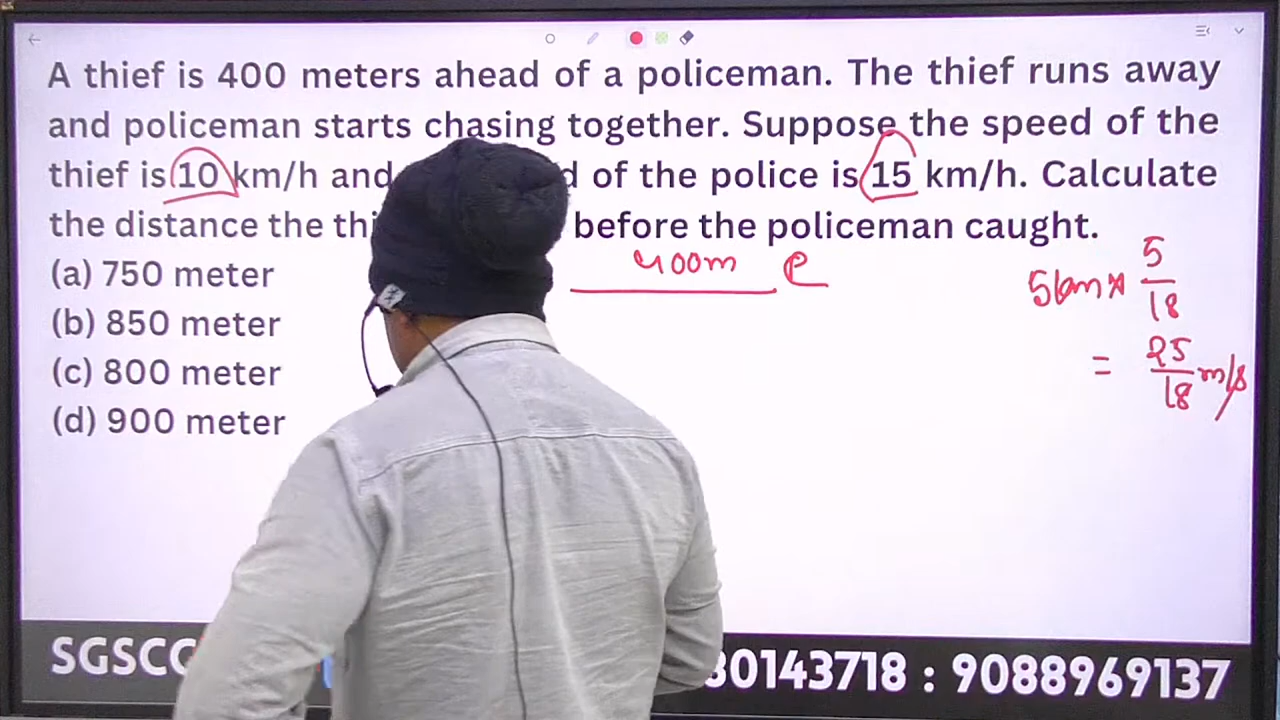 A thief is 400 meters ahead of a policeman. The thief runs away
and policeman starts chasing together. Suppose the speed of the
thief is 10 km/h and of the police is 15 km/h. Calculate
the distance the before the policeman caught.
(a) 750 meter
(b) 850 meter
(c) 800 meter
(d) 900 meter
400m P
5km × 5/18
= 25/18 m/s
SGSCC 30143718 : 9088969137